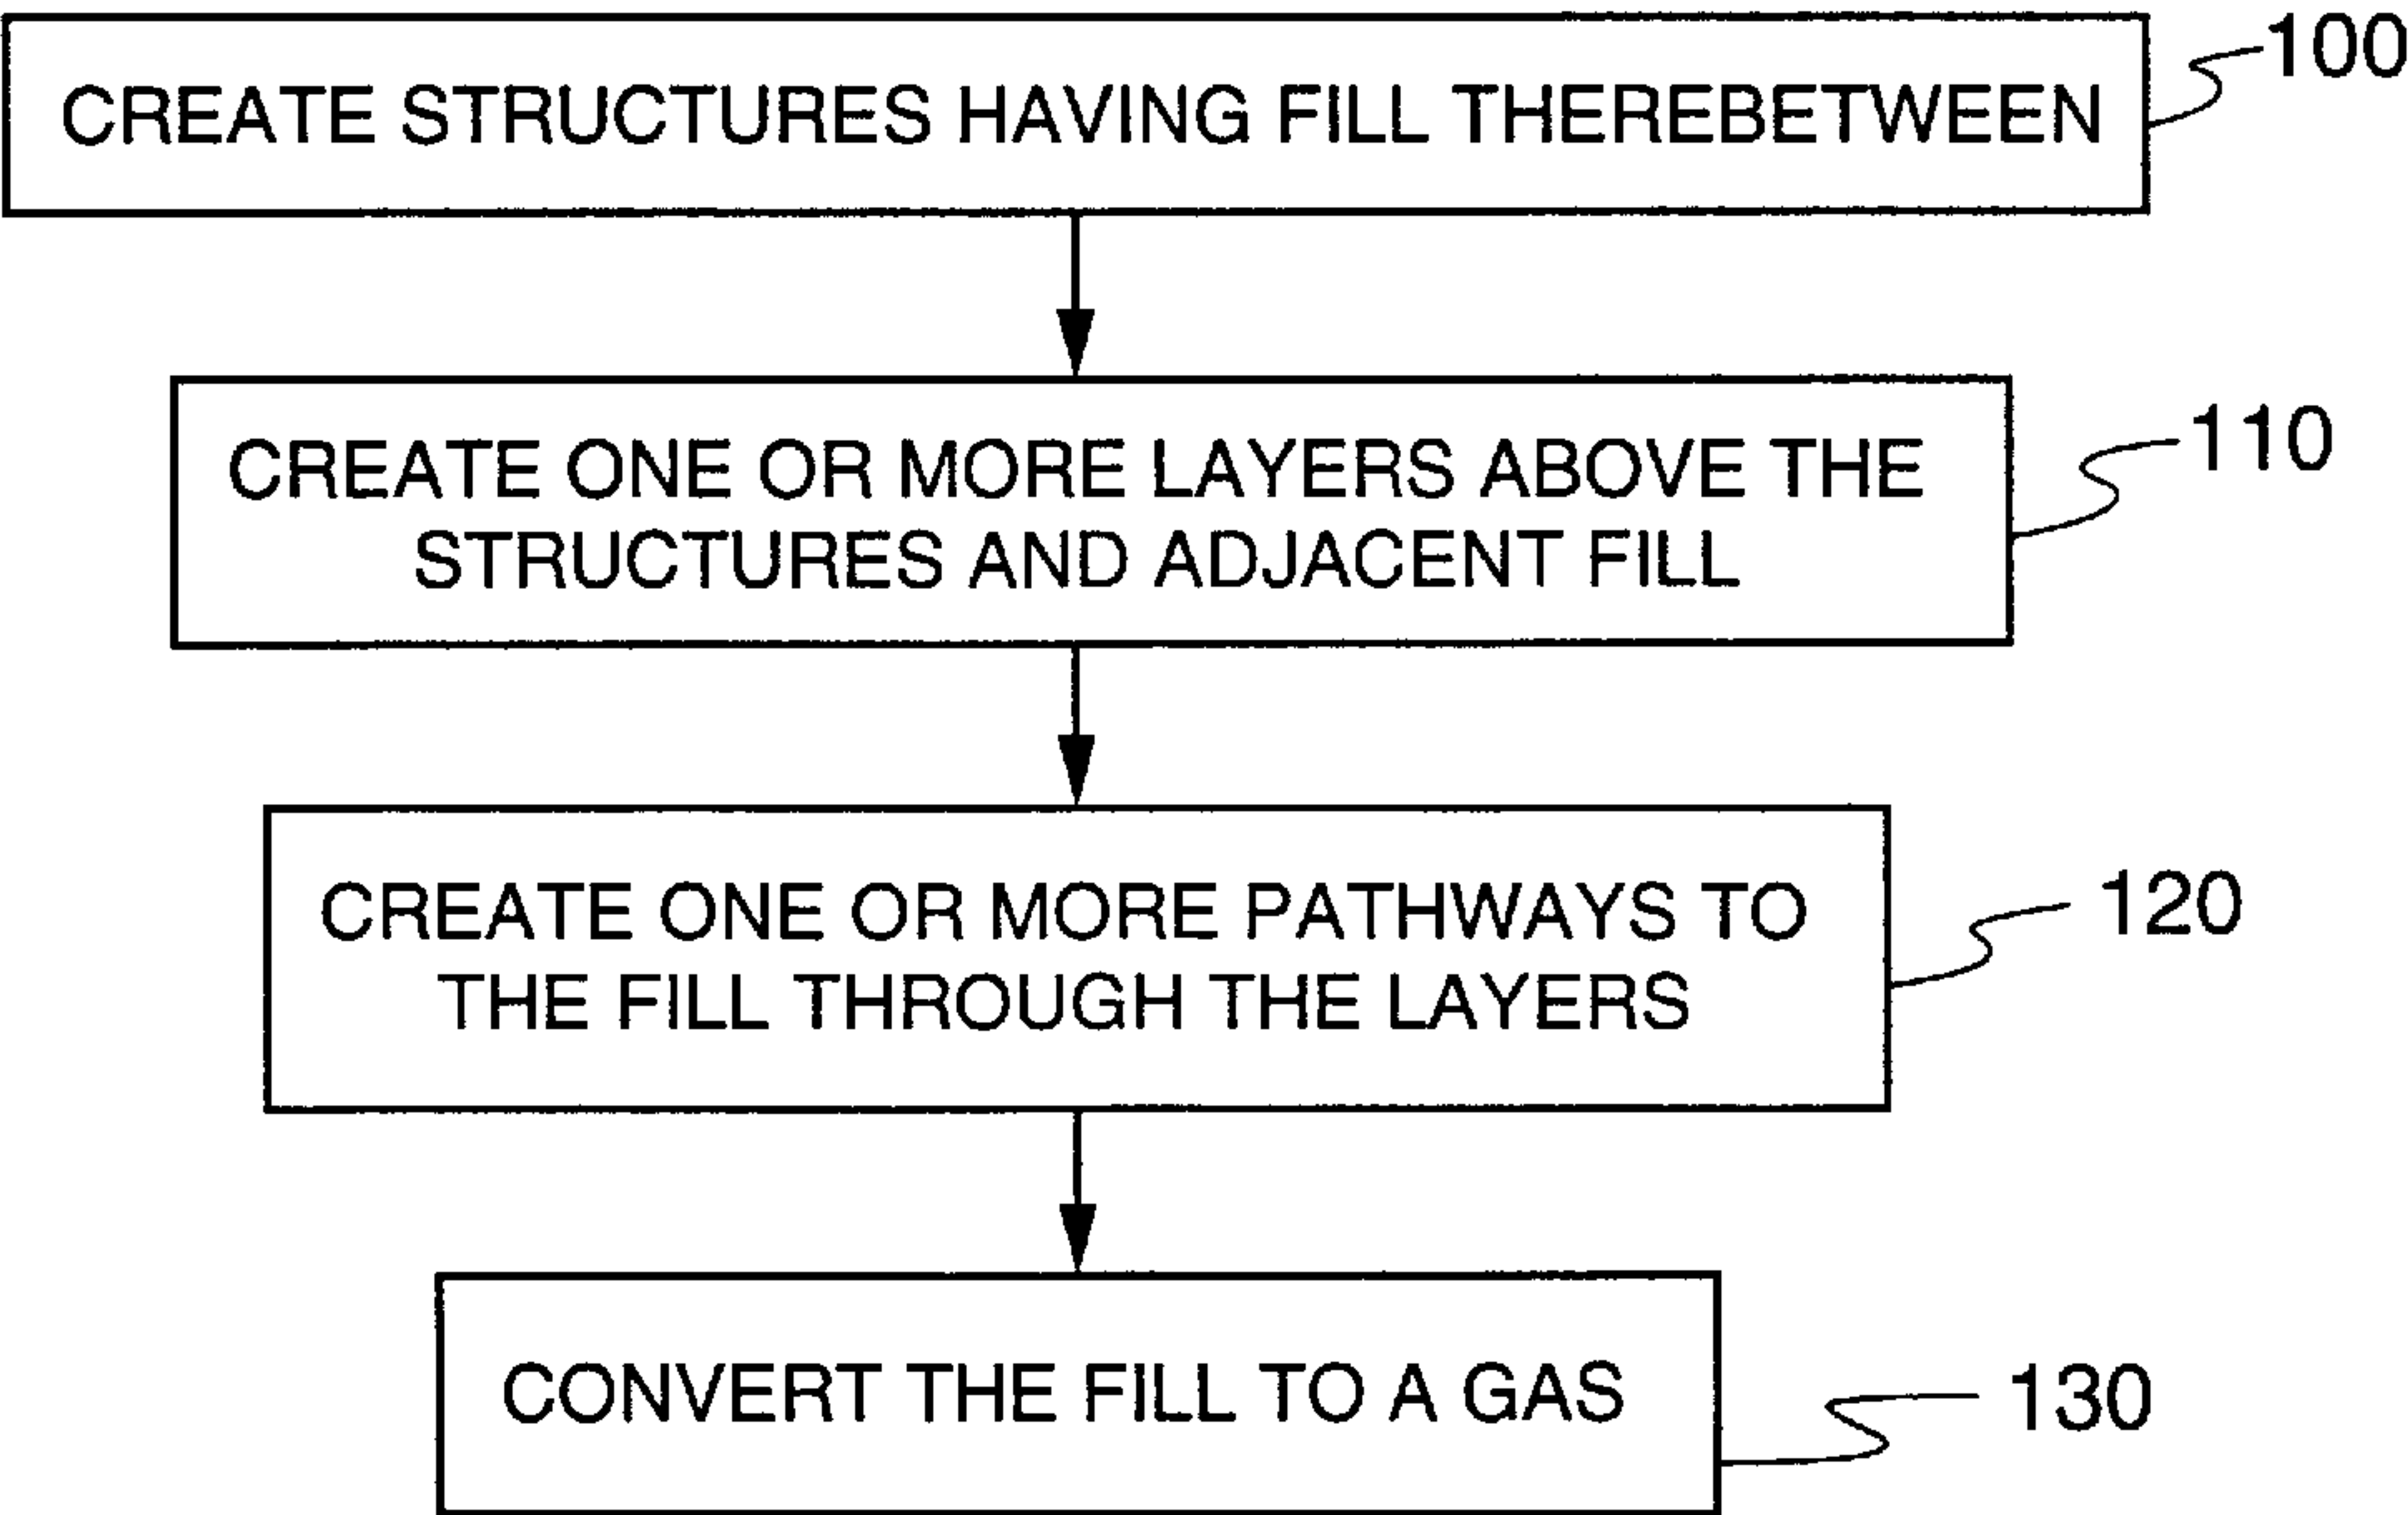 100
CREATE STRUCTURES HAVING FILL THEREBETWEEN
110
CREATE ONE OR MORE LAYERS ABOVE THE
STRUCTURES AND ADJACENT FILL
120
CREATE ONE OR MORE PATHWAYS TO
THE FILL THROUGH THE LAYERS
130
CONVERT THE FILL TO A GAS